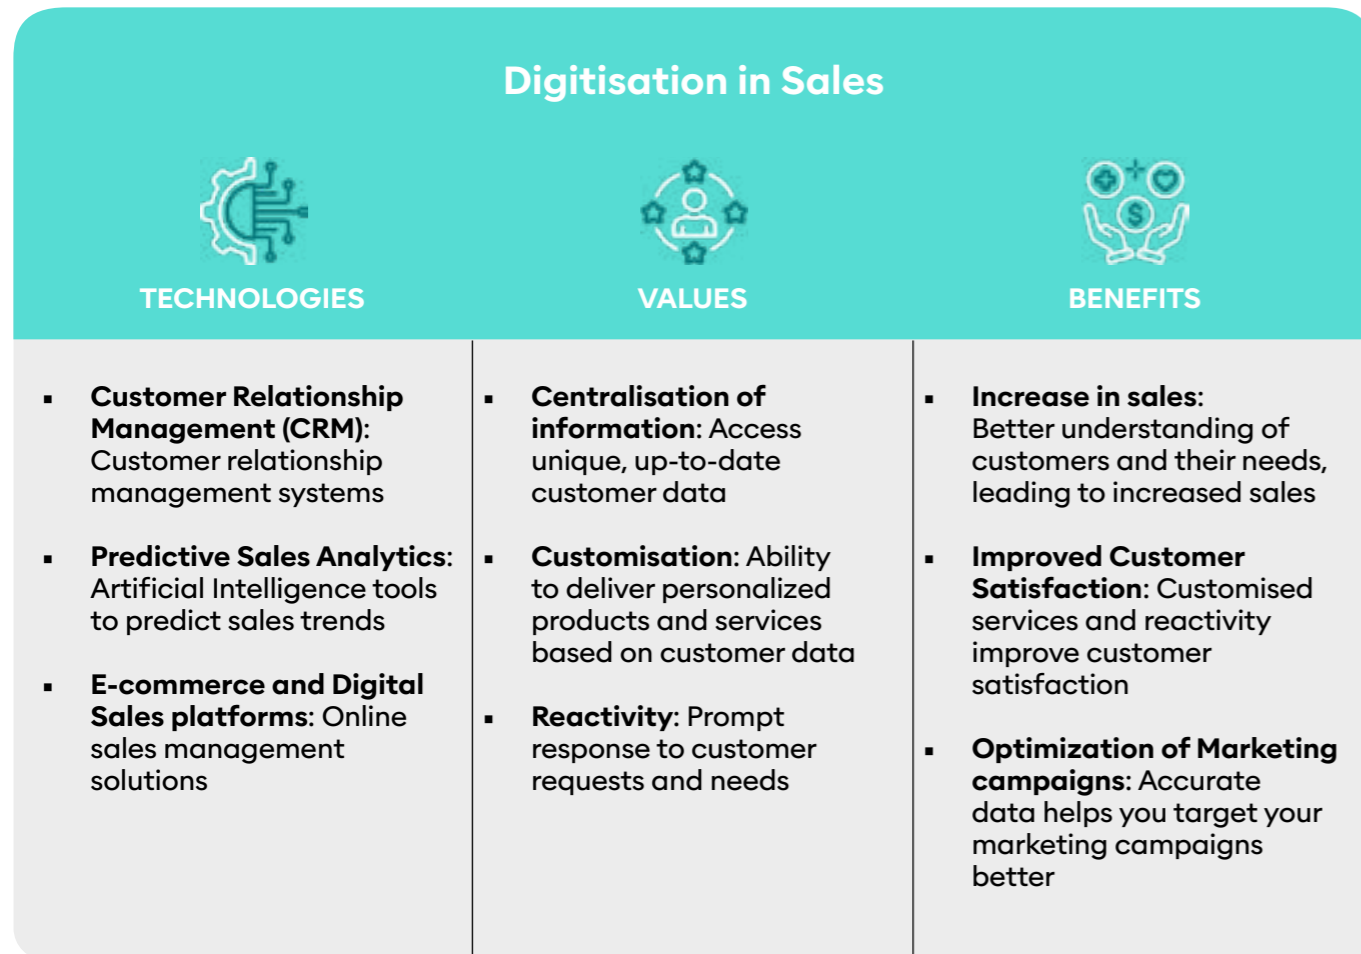 Digitisation in Sales
TECHNOLOGIES
▪ Customer Relationship
Management (CRM):
Customer relationship
management systems
▪ Predictive Sales Analytics:
Artificial Intelligence tools
to predict sales trends
▪ E-commerce and Digital
Sales platforms: Online
sales management
solutions
VALUES
▪ Centralisation of
information: Access
unique, up-to-date
customer data
▪ Customisation: Ability
to deliver personalized
products and services
based on customer data
▪ Reactivity: Prompt
response to customer
requests and needs
BENEFITS
▪ Increase in sales:
Better understanding of
customers and their needs,
leading to increased sales
▪ Improved Customer
Satisfaction: Customised
services and reactivity
improve customer
satisfaction
▪ Optimization of Marketing
campaigns: Accurate
data helps you target your
marketing campaigns
better